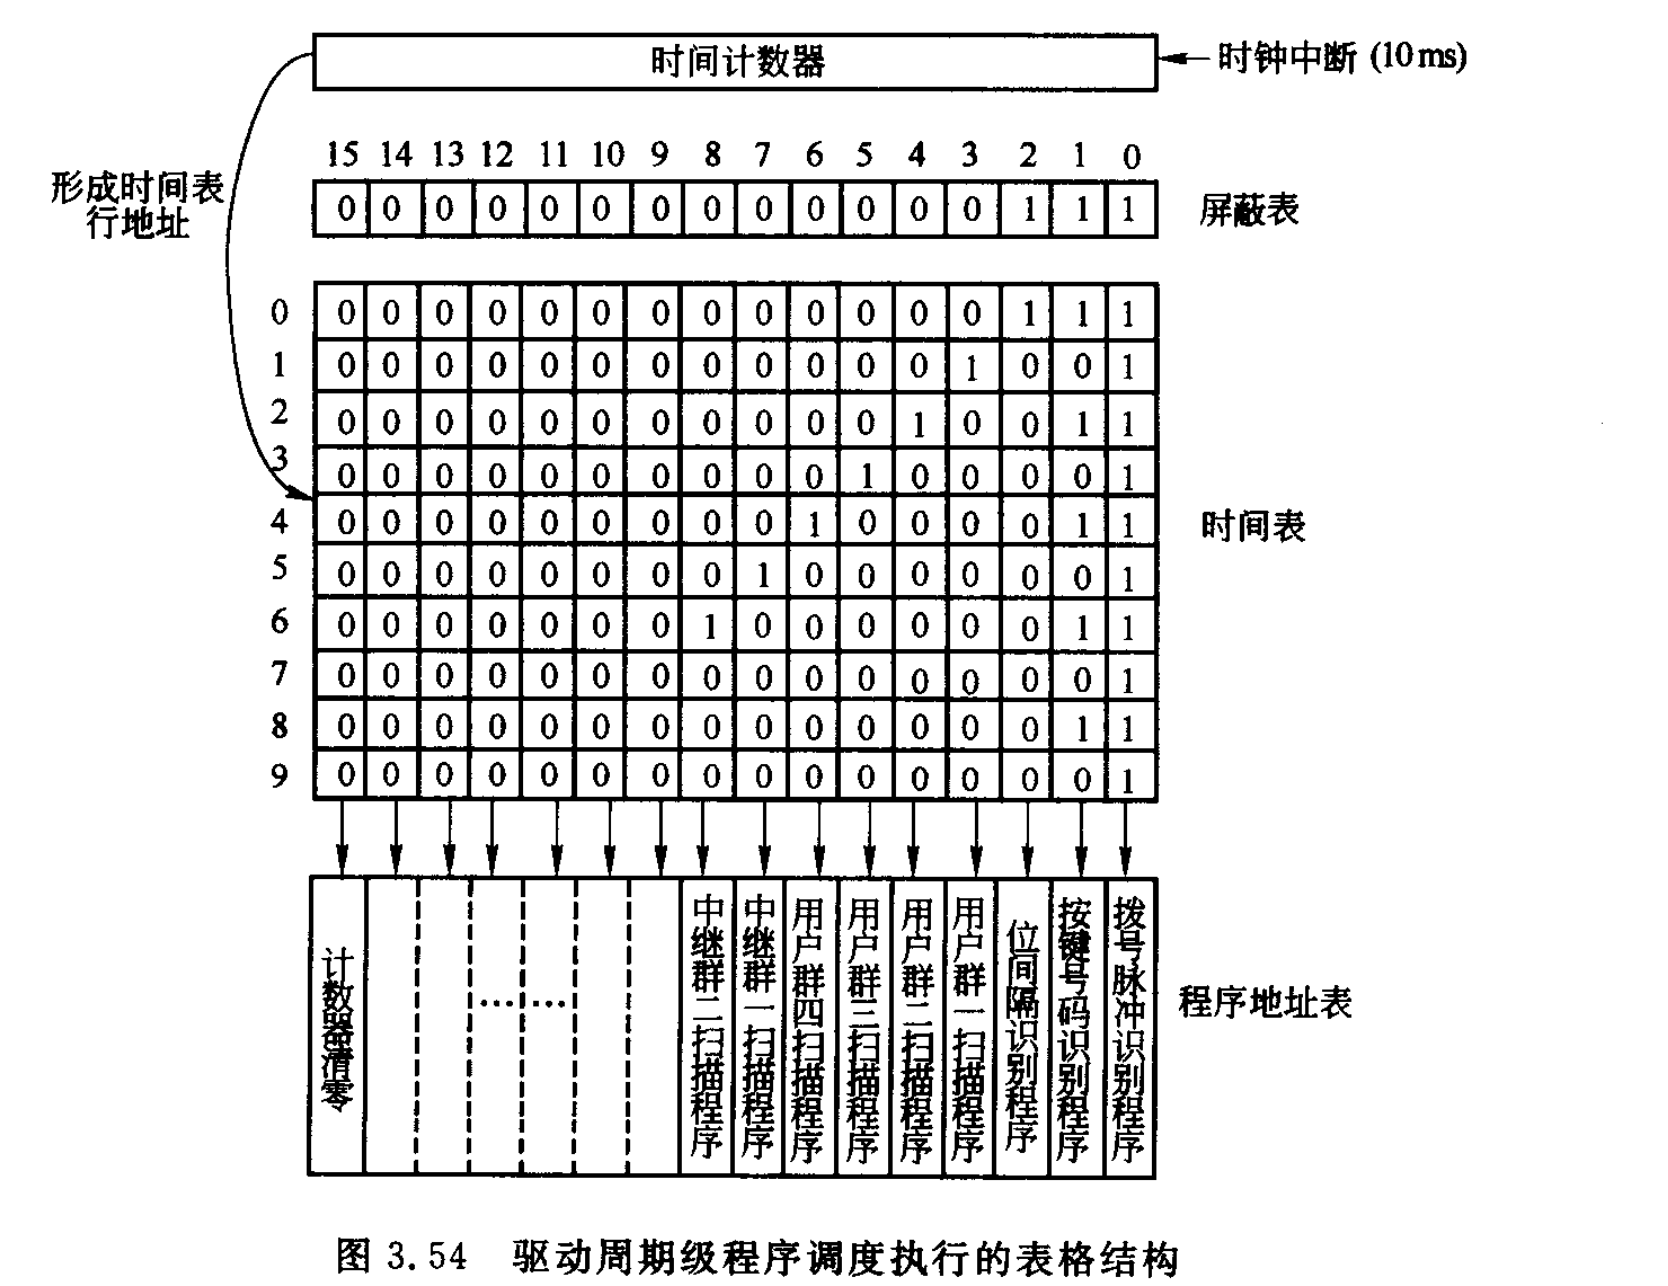 时间计数器
时钟中断 (10 ms)
形成时间表
行地址
15 14 13 12 11 10 9 8 7 6 5 4 3 2 1 0
0 0 0 0 0 0 0 0 0 0 0 0 0 1 1 1
屏蔽表
0 0 0 0 0 0 0 0 0 0 0 0 0 0 1 1 1
1 0 0 0 0 0 0 0 0 0 0 0 0 1 0 0 1
2 0 0 0 0 0 0 0 0 0 0 0 1 0 0 1 1
3 0 0 0 0 0 0 0 0 0 0 1 0 0 0 0 1
4 0 0 0 0 0 0 0 0 0 1 0 0 0 0 1 1
5 0 0 0 0 0 0 0 0 1 0 0 0 0 0 0 1
6 0 0 0 0 0 0 0 1 0 0 0 0 0 0 1 1
7 0 0 0 0 0 0 0 0 0 0 0 0 0 0 0 1
8 0 0 0 0 0 0 0 0 0 0 0 0 0 0 1 1
9 0 0 0 0 0 0 0 0 0 0 0 0 0 0 0 1
时间表
计数器清零
……
中继群二扫描程序
中继群一扫描程序
用户群四扫描程序
用户群三扫描程序
用户群二扫描程序
用户群一扫描程序
位间隔识别程序
按键号码识别程序
拨号脉冲识别程序
程序地址表
图 3.54 驱动周期级程序调度执行的表格结构